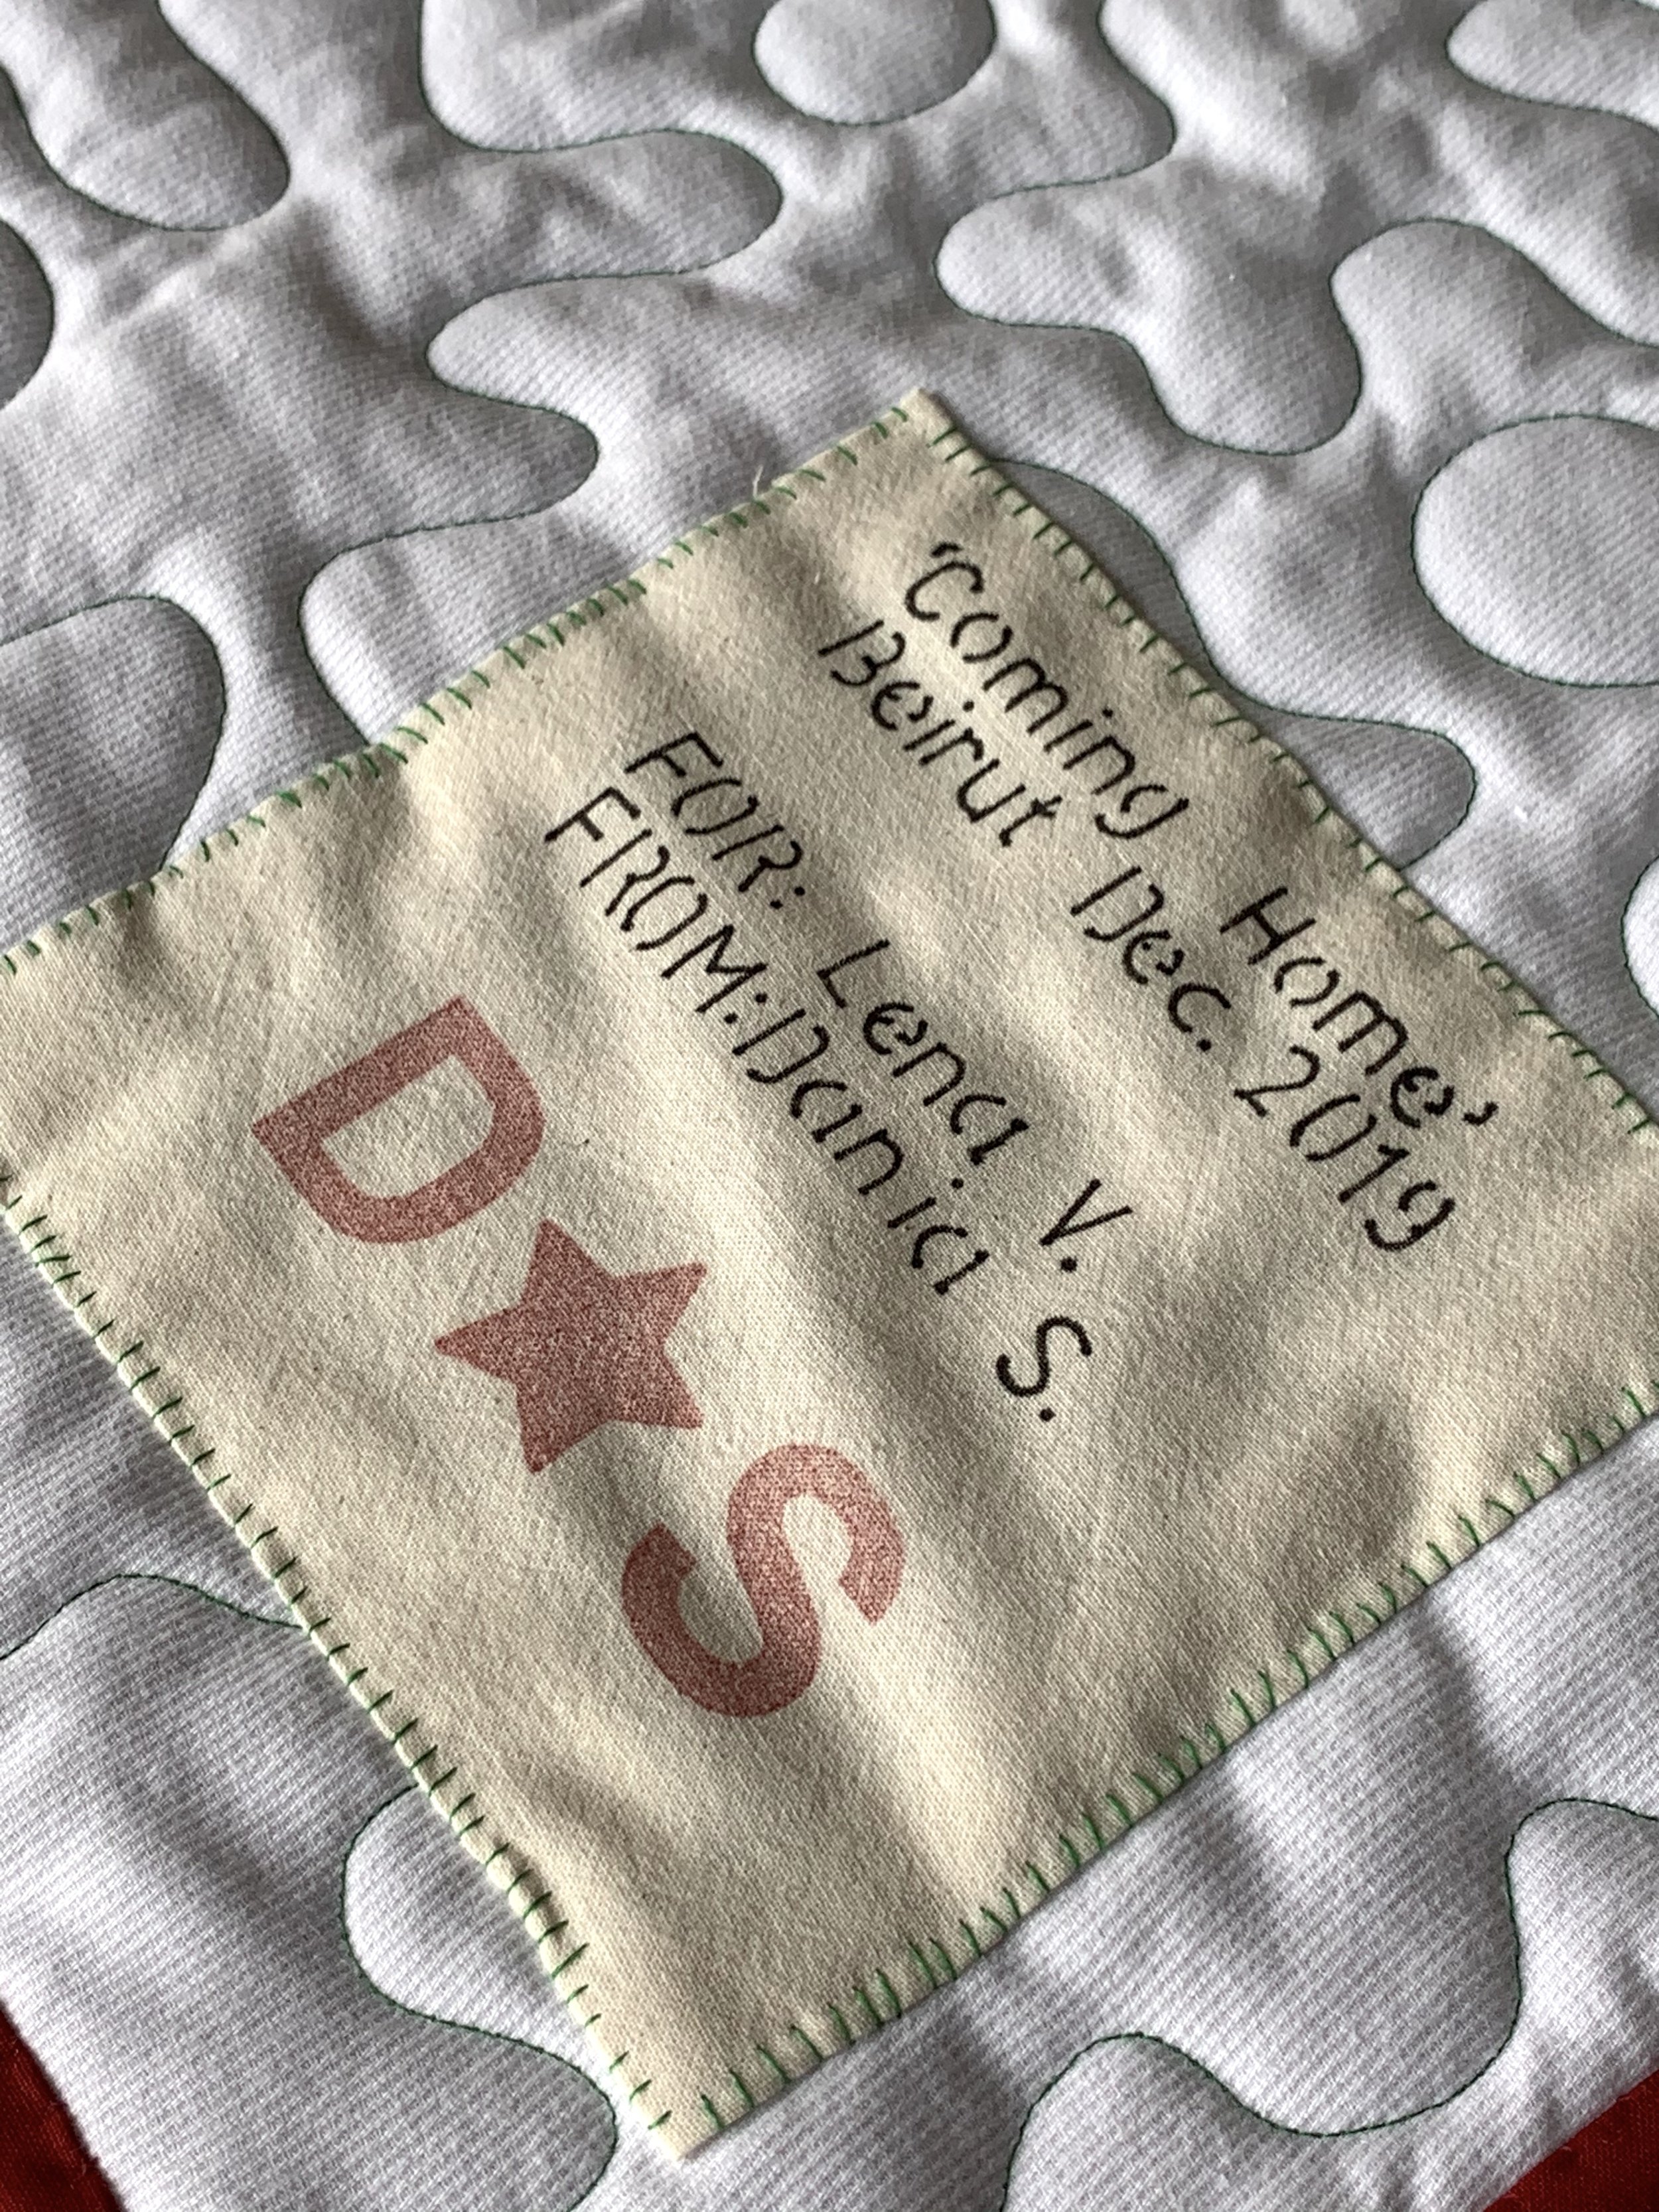 'Coming Home'
Beirut Dec. 2019
FOR: Lena V.
FROM: Dania S.
D★S